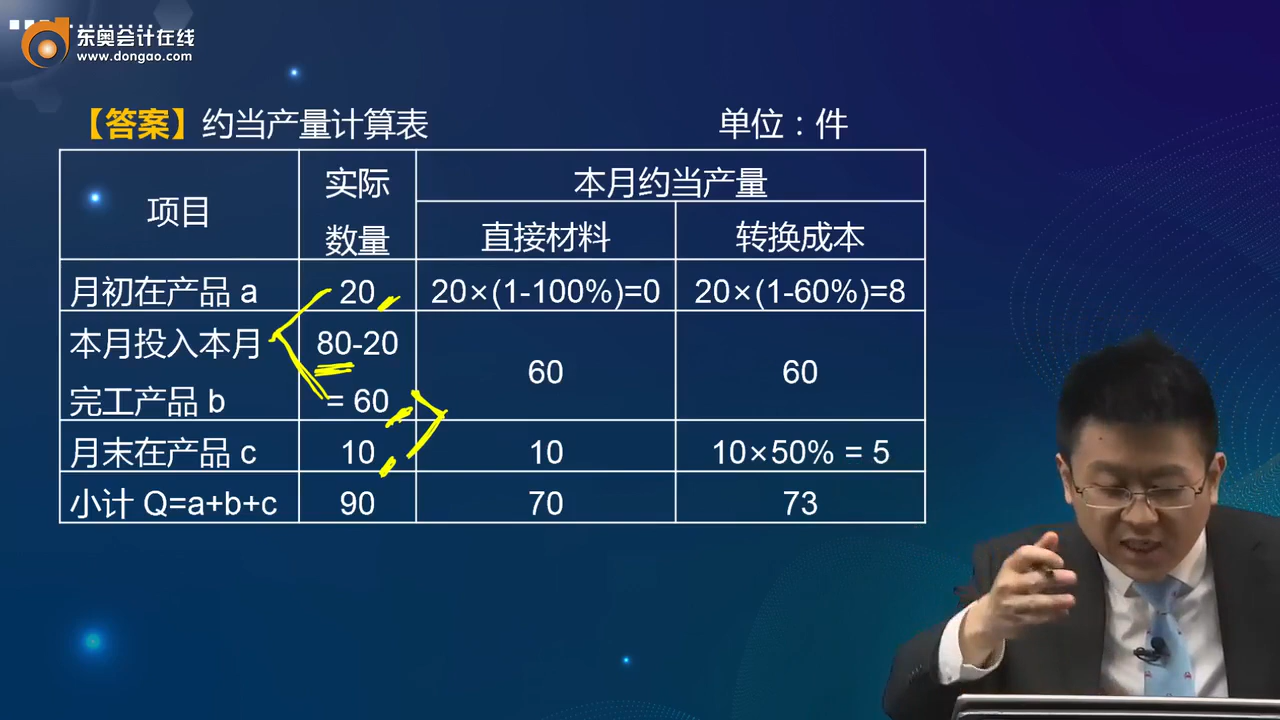 东奥会计在线
www.dongao.com
【答案】约当产量计算表 单位：件
项目
实际
数量
本月约当产量
直接材料 转换成本
月初在产品 a 20 20×(1-100%)=0 20×(1-60%)=8
本月投入本月
完工产品 b
80-20
= 60
60 60
月末在产品 c 10 10 10×50% = 5
小计 Q=a+b+c 90 70 73